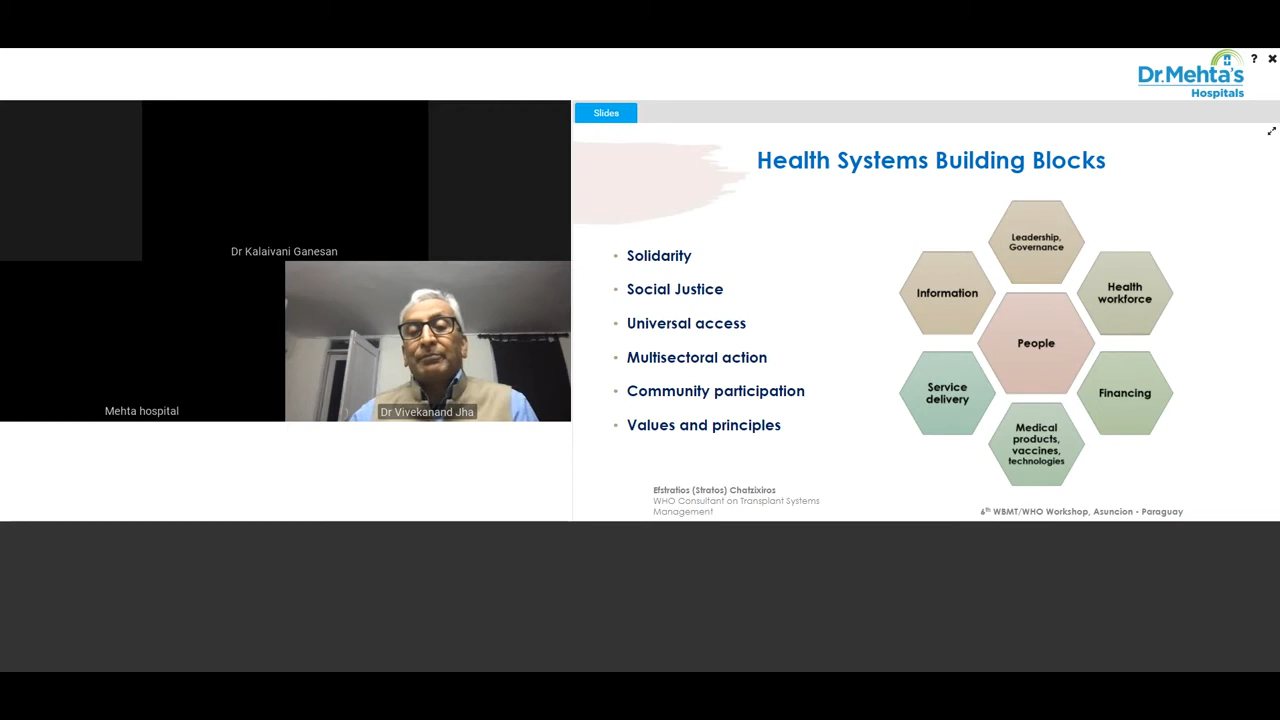 ? ✖
Dr.Mehta's
Hospitals
Slides
Dr Kalaivani Ganesan
Mehta hospital
Dr Vivekanand Jha
Health Systems Building Blocks
• Solidarity
• Social Justice
• Universal access
• Multisectoral action
• Community participation
• Values and principles
Leadership,
Governance
Information
Health
workforce
People
Service
delivery
Financing
Medical
products,
vaccines,
technologies
Efstratios (Stratos) Chatzixiros
WHO Consultant on Transplant Systems
Management
6th WBMT/WHO Workshop, Asuncion - Paraguay